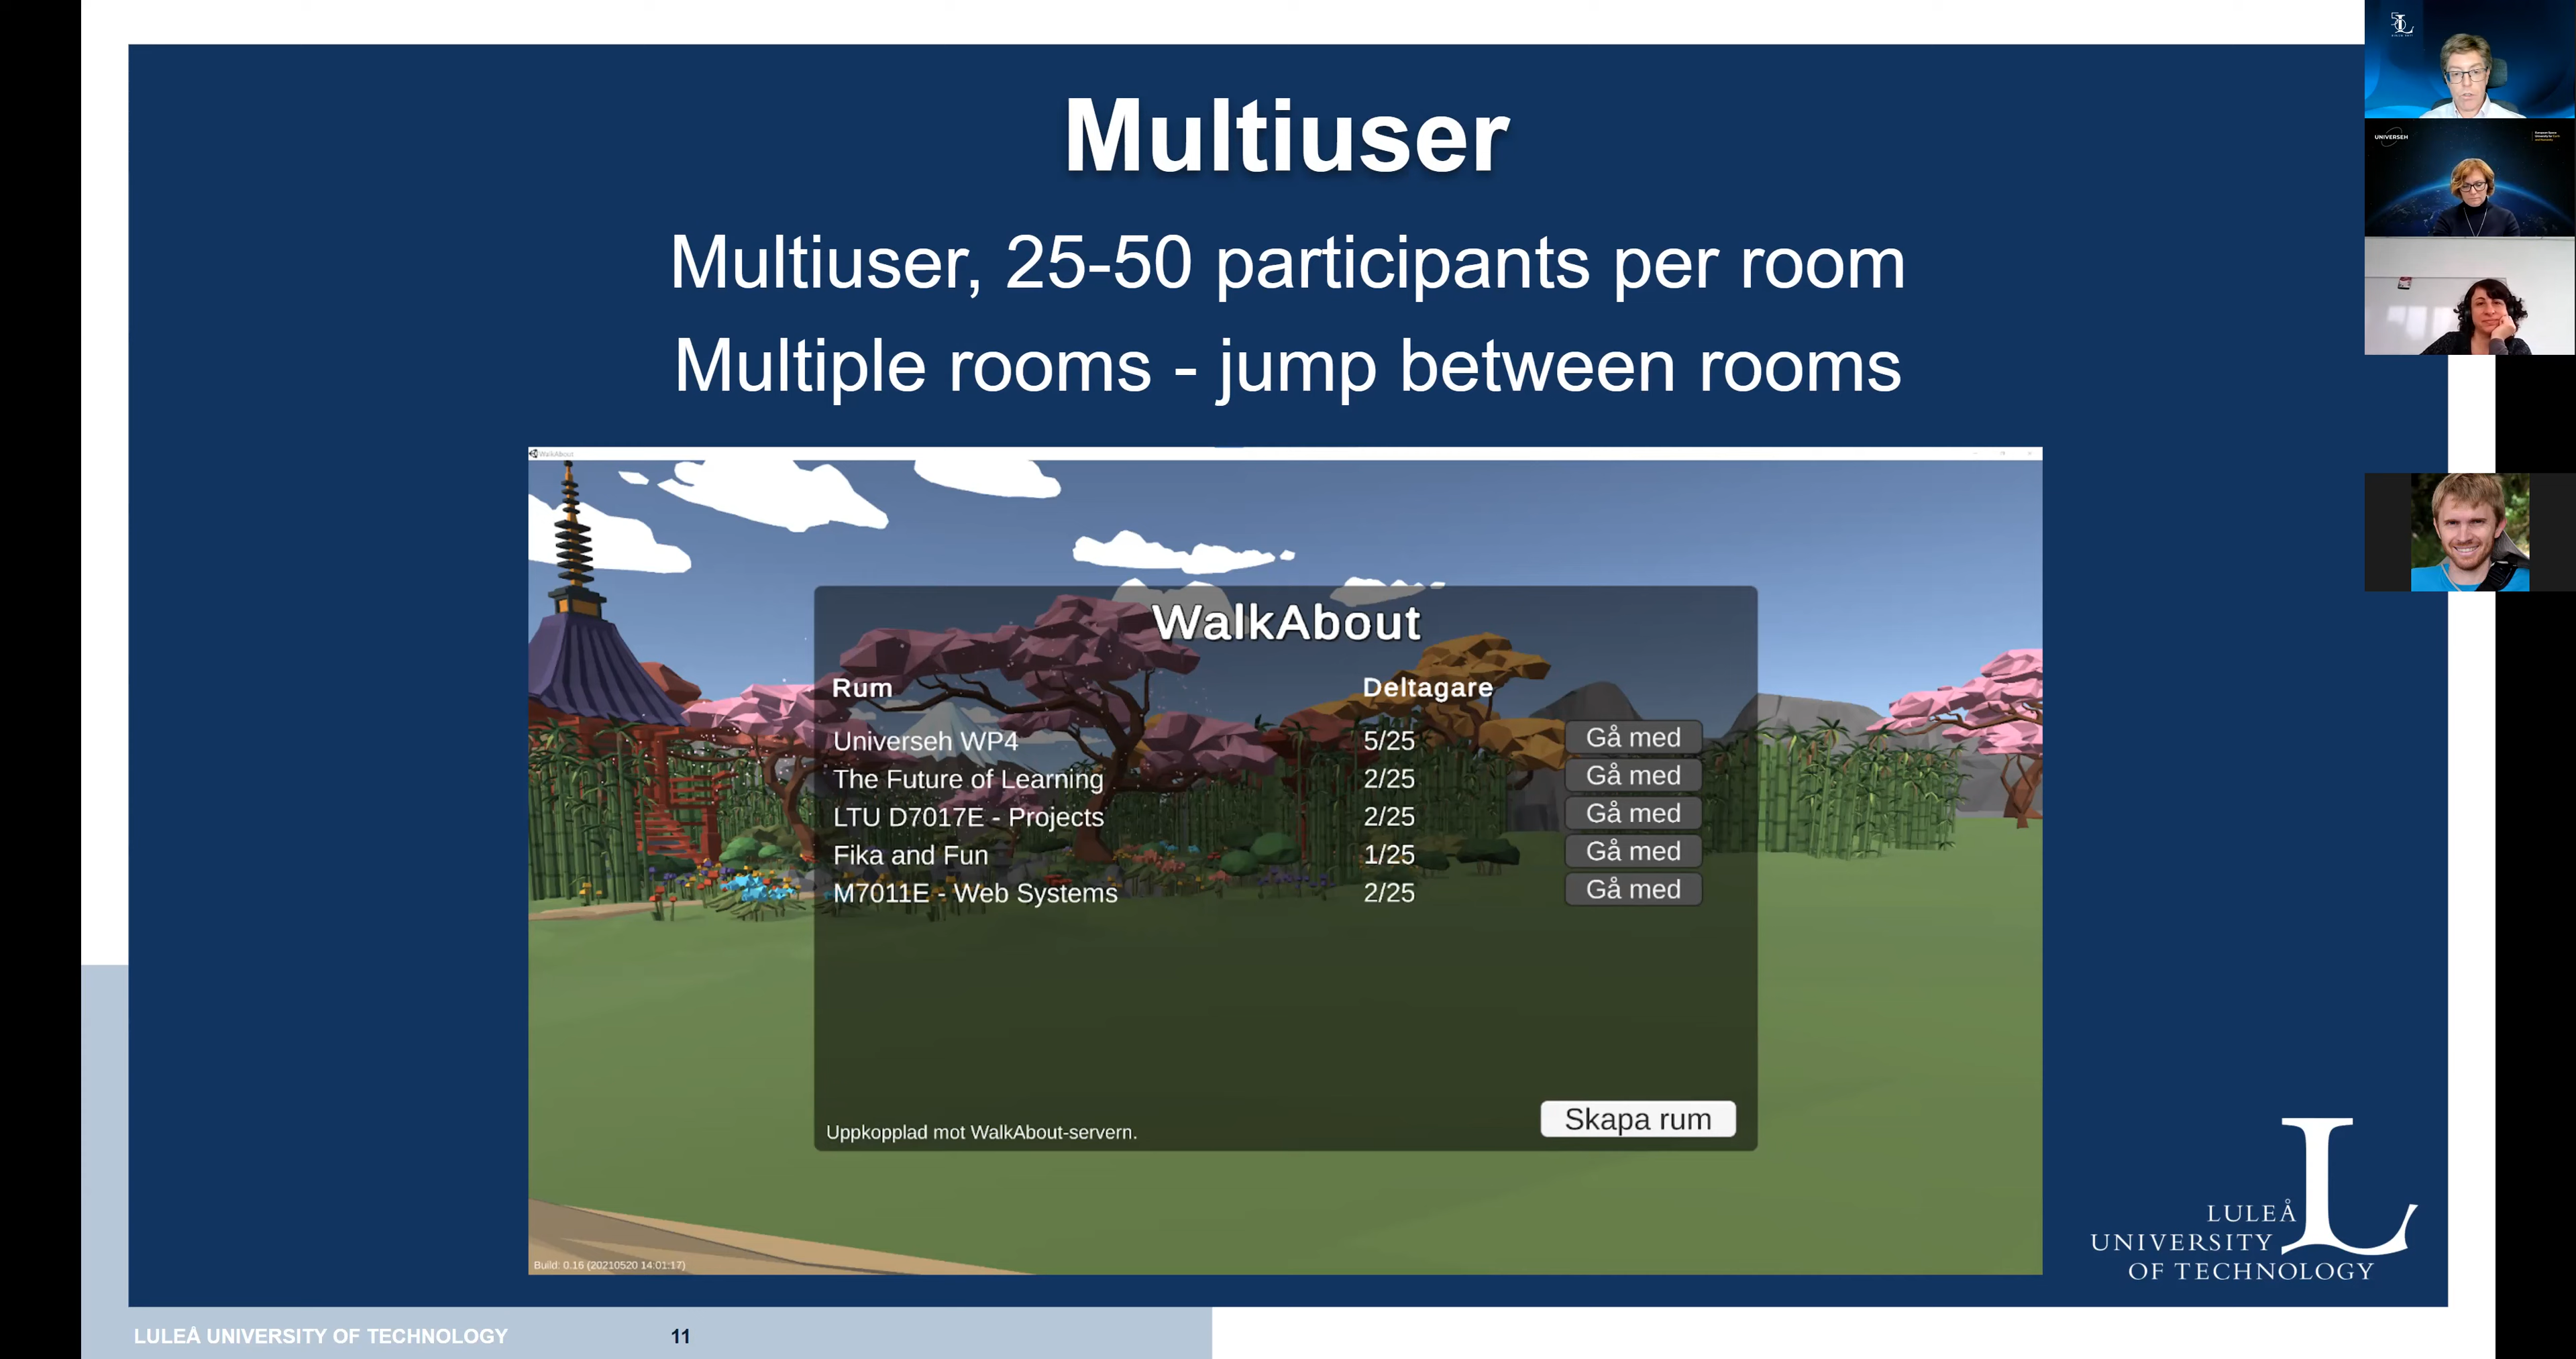 Multiuser
Multiuser, 25-50 participants per room
Multiple rooms - jump between rooms
WalkAbout
WalkAbout
Rum Deltagare
Universeh WP4 5/25 Gå med
The Future of Learning 2/25 Gå med
LTU D7017E - Projects 2/25 Gå med
Fika and Fun 1/25 Gå med
M7011E - Web Systems 2/25 Gå med
Uppkopplad mot WalkAbout-servern.
Skapa rum
Build: 0.16 (20210520 14:01:17)
LULEÅ
UNIVERSITY
OF TECHNOLOGY
LULEÅ UNIVERSITY OF TECHNOLOGY 11
UNIVERSEH